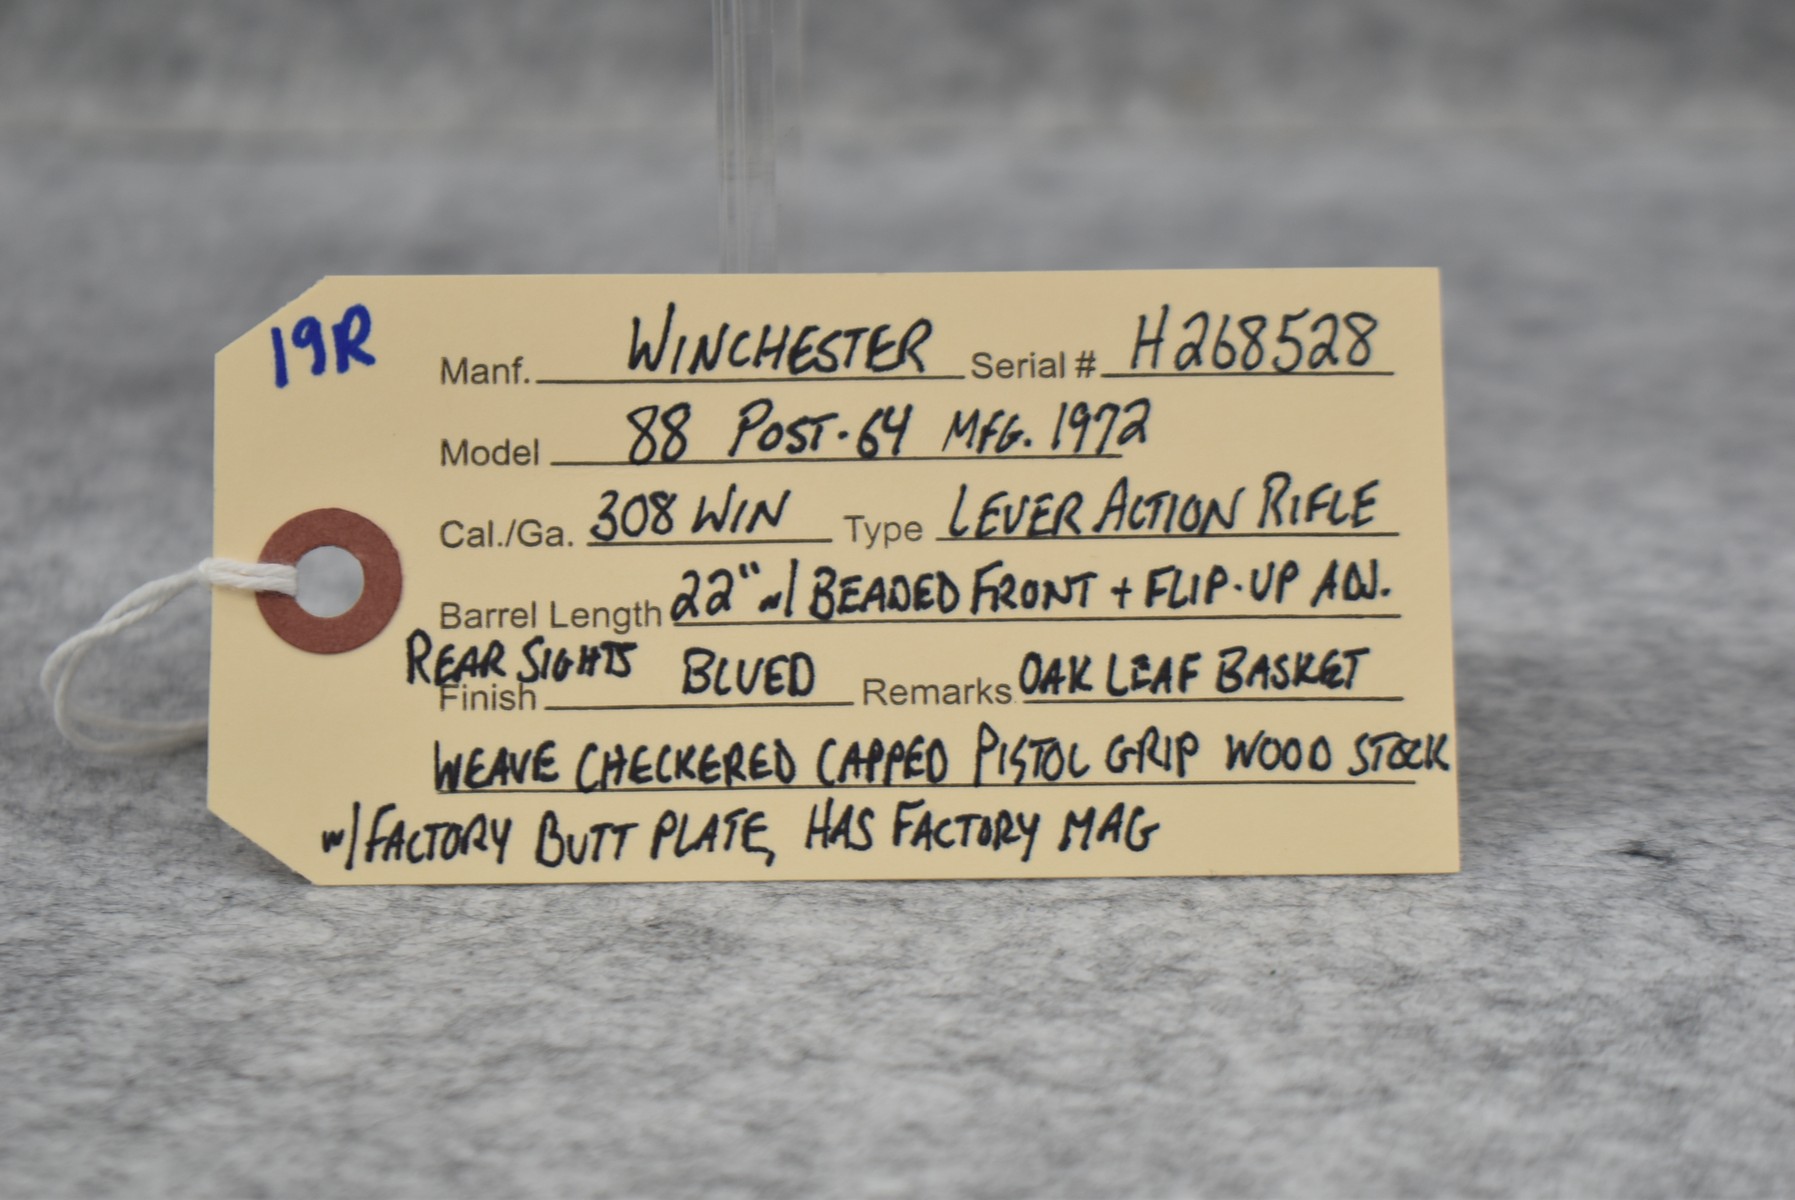 19R
Manf. WINCHESTER Serial # H268528
Model 88 POST-64 MFG. 1972
Cal./Ga. 308 WIN Type LEVER ACTION RIFLE
Barrel Length 22" w/ BEADED FRONT + FLIP-UP ADJ.
REAR SIGHTS
Finish BLUED Remarks OAK LEAF BASKET
WEAVE CHECKERED CAPPED PISTOL GRIP WOOD STOCK
w/ FACTORY BUTT PLATE, HAS FACTORY MAG